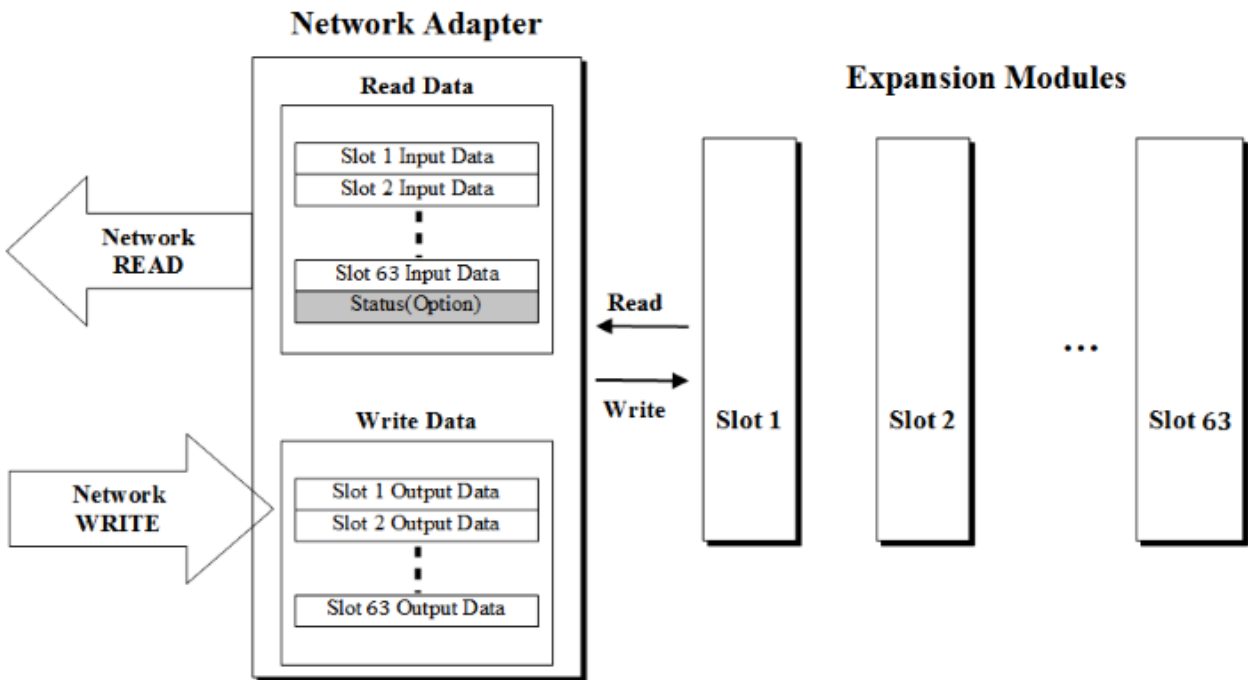 Network Adapter
Read Data
Slot 1 Input Data
Slot 2 Input Data
Slot 63 Input Data
Status(Option)
Network
READ
Write Data
Slot 1 Output Data
Slot 2 Output Data
Slot 63 Output Data
Network
WRITE
Read
Write
Expansion Modules
Slot 1
Slot 2
...
Slot 63